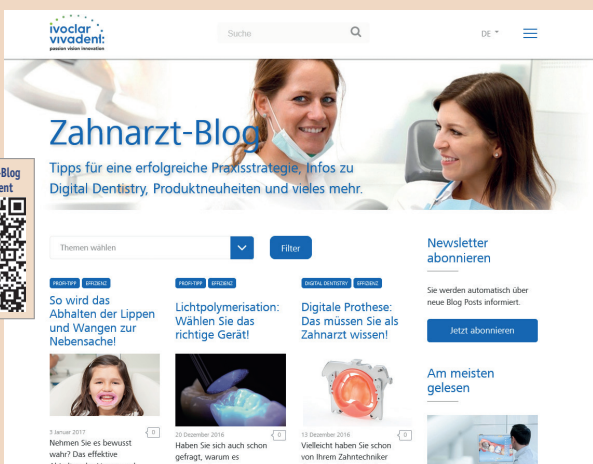 ivoclar
vivadent:
passion vision innovation
Suche
DE
Zahnarzt-Blog
Tipps für eine erfolgreiche Praxisstrategie, Infos zu
Digital Dentistry, Produktneuheiten und vieles mehr.
-Blog
ent
Themen wählen
Filter
PROFI-TIPP EFFIZIENZ
So wird das
Abhalten der Lippen
und Wangen zur
Nebensache!
3 Januar 2017
0
Nehmen Sie es bewusst
wahr? Das effektive
PROFI-TIPP EFFIZIENZ
Lichtpolymerisation:
Wählen Sie das
richtige Gerät!
20 Dezember 2016
0
Haben Sie sich auch schon
gefragt, warum es
DIGITAL DENTISTRY EFFIZIENZ
Digitale Prothese:
Das müssen Sie als
Zahnarzt wissen!
13 Dezember 2016
0
Vielleicht haben Sie schon
von Ihrem Zahntechniker
Newsletter
abonnieren
Sie werden automatisch über
neue Blog Posts informiert.
Jetzt abonnieren
Am meisten
gelesen